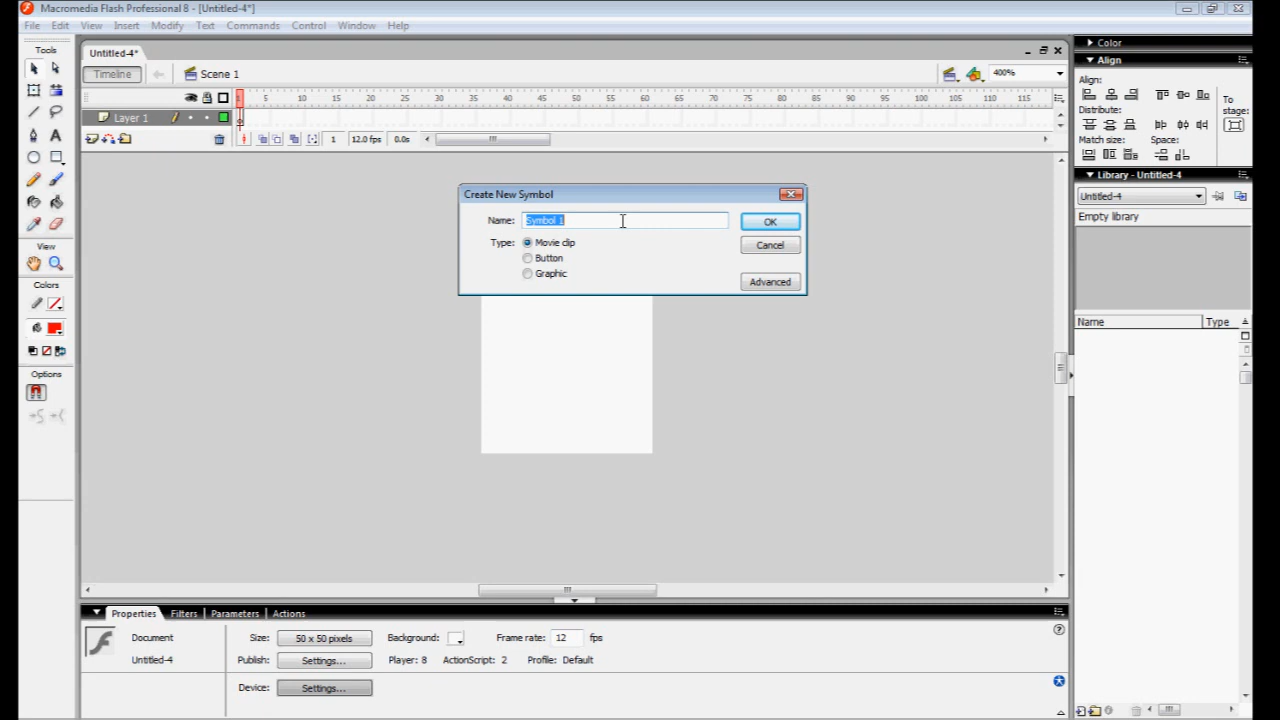 Macromedia Flash Professional 8 - [Untitled-4*]
File Edit View Insert Modify Text Commands Control Window Help
Tools
View
Colors
Options
Untitled-4*
Timeline
Scene 1
400%
1 5 10 15 20 25 30 35 40 45 50 55 60 65 70 75 80 85 90 95 100 105 110 115
Layer 1
1 12.0 fps 0.0s
Create New Symbol
Name: Symbol 1
OK
Type: Movie clip
Cancel
Button
Graphic
Advanced
Color
Align
Align:
To stage:
Distribute:
Match size: Space:
Library - Untitled-4
Untitled-4
Empty library
Name Type
Properties Filters Parameters Actions
Document
Size: 50 x 50 pixels
Background:
Frame rate: 12 fps
Untitled-4
Publish: Settings...
Player: 8 ActionScript: 2 Profile: Default
Device: Settings...